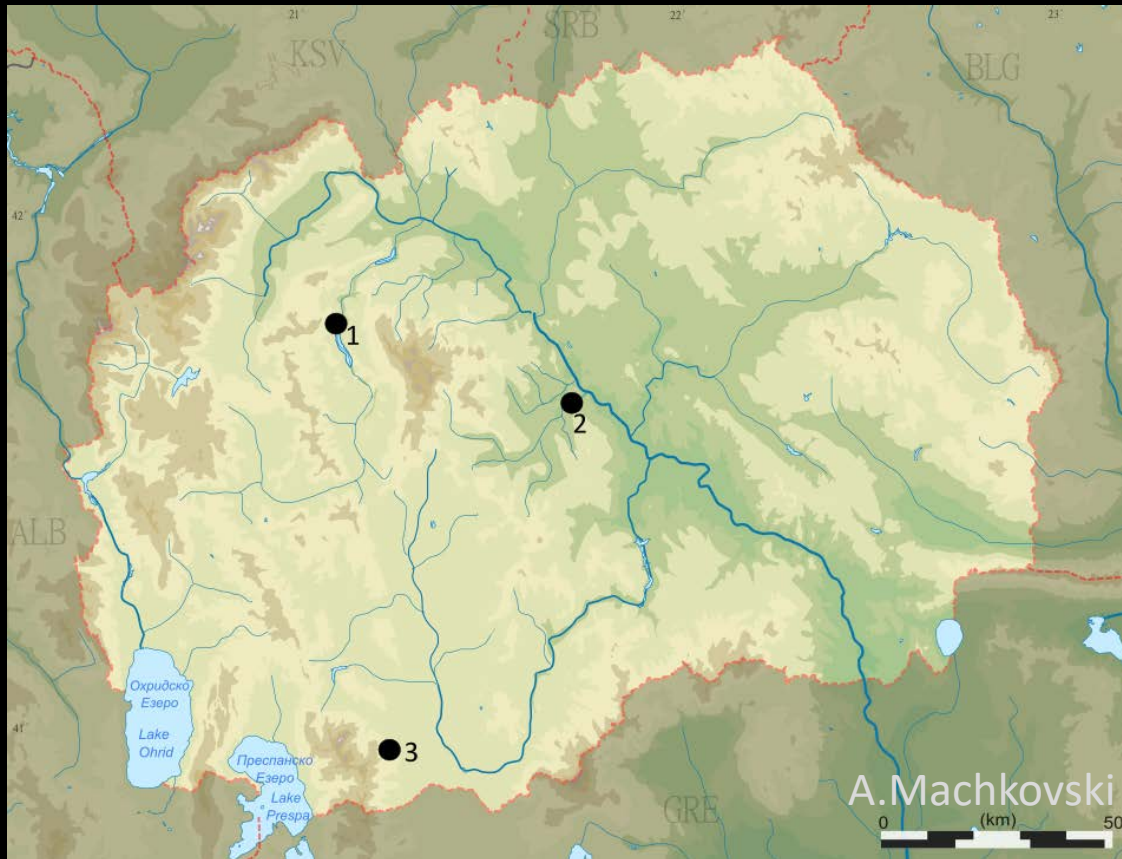 21
22
23
SRB
KSV
BLG
42
1
2
ALB
Охридско
Езеро
Lake
Ohrid
41
Преспанско
Езеро
Lake
Prespa
3
GRE
A.Machkovski
0 (km) 50